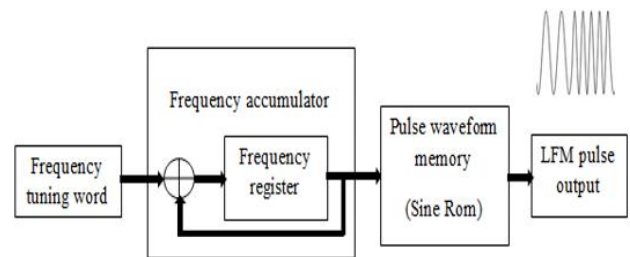 Frequency accumulator
Frequency
tuning word
Frequency
register
Pulse waveform
memory
(Sine Rom)
LFM pulse
output